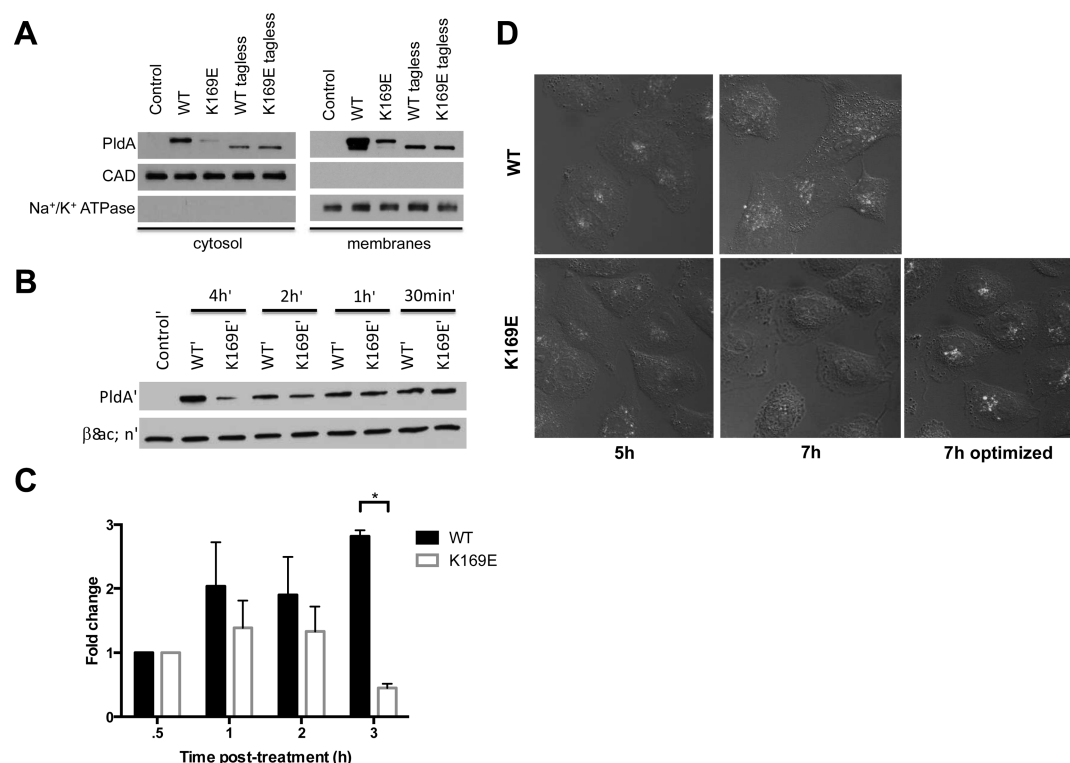 A
Control
WT
K169E
WT tagless
K169E tagless
Control
WT
K169E
WT tagless
K169E tagless
PldA
CAD
Na⁺/K⁺ ATPase
cytosol
membranes
B
4h'
2h'
1h'
30min'
Control'
WT'
K169E'
WT'
K169E'
WT'
K169E'
WT'
K169E'
PldA'
β8ac; n'
C
*
3
2
1
0
Fold change
.5
1
2
3
Time post-treatment (h)
WT
K169E
D
WT
K169E
5h
7h
7h optimized